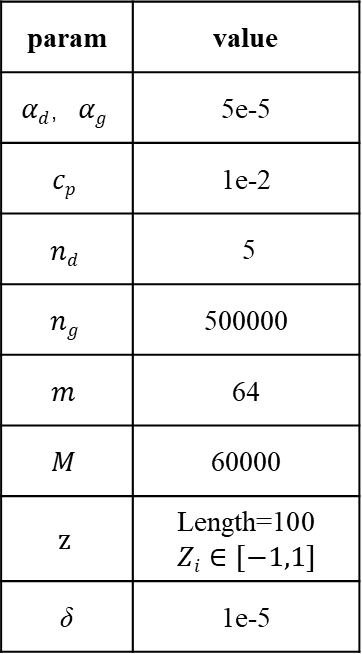 param value
α_d, α_g 5e-5
c_p 1e-2
n_d 5
n_g 500000
m 64
M 60000
z Length=100
Z_i ∈ [−1,1]
δ 1e-5